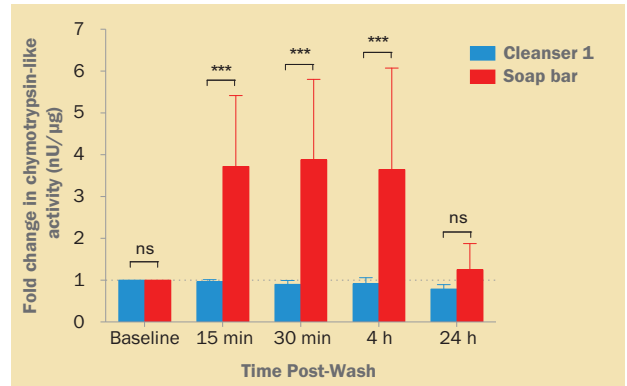 7
6
5
4
3
2
1
0
Fold change in chymotrypsin-like
activity (nU/µg)
ns
***
***
***
ns
Cleanser 1
Soap bar
Baseline 15 min 30 min 4 h 24 h
Time Post-Wash